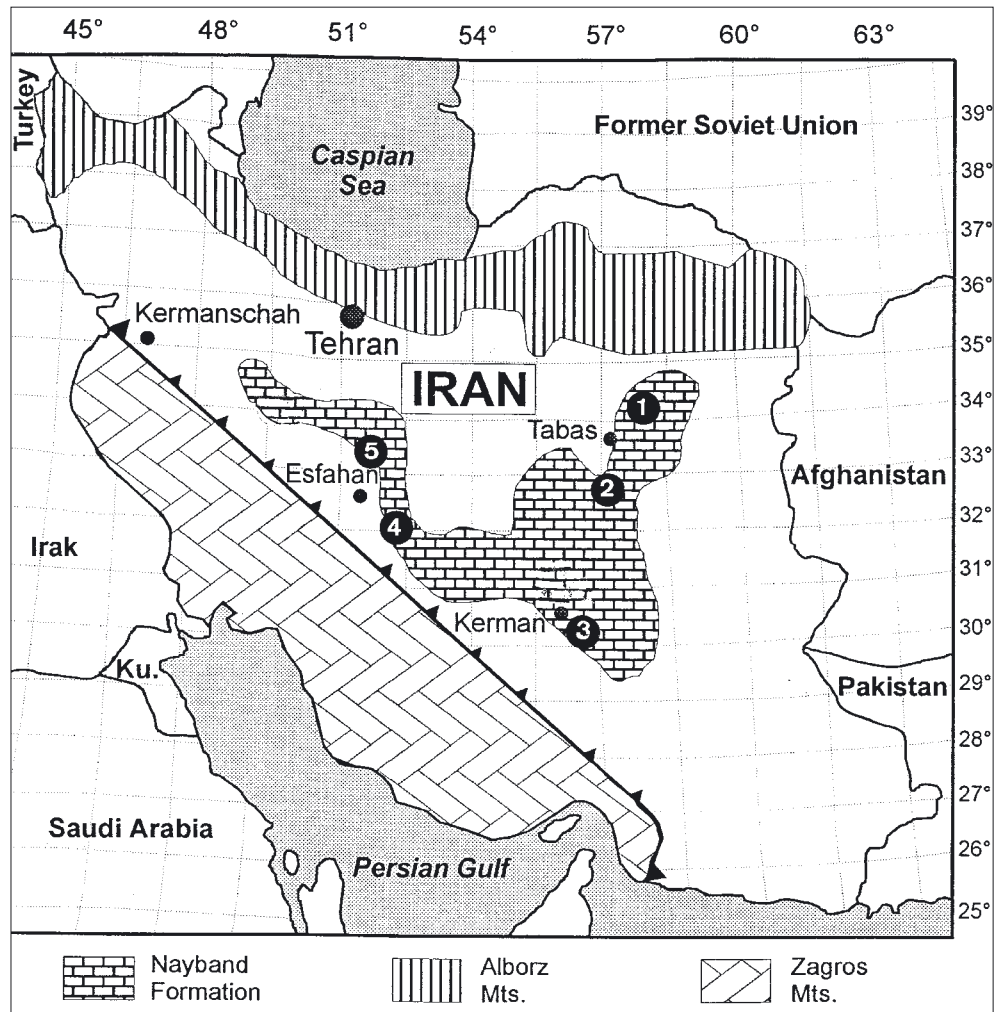 45° 48° 51° 54° 57° 60° 63°
Turkey
Caspian
Sea
Former Soviet Union
39°
38°
37°
36°
35°
34°
33°
32°
31°
30°
29°
28°
27°
26°
25°
Kermanschah
Tehran
IRAN
1
Tabas
2
5
Esfahan
4
Afghanistan
Irak
Kerman
3
Ku.
Pakistan
Saudi Arabia
Persian Gulf
Nayband
Formation
Alborz
Mts.
Zagros
Mts.